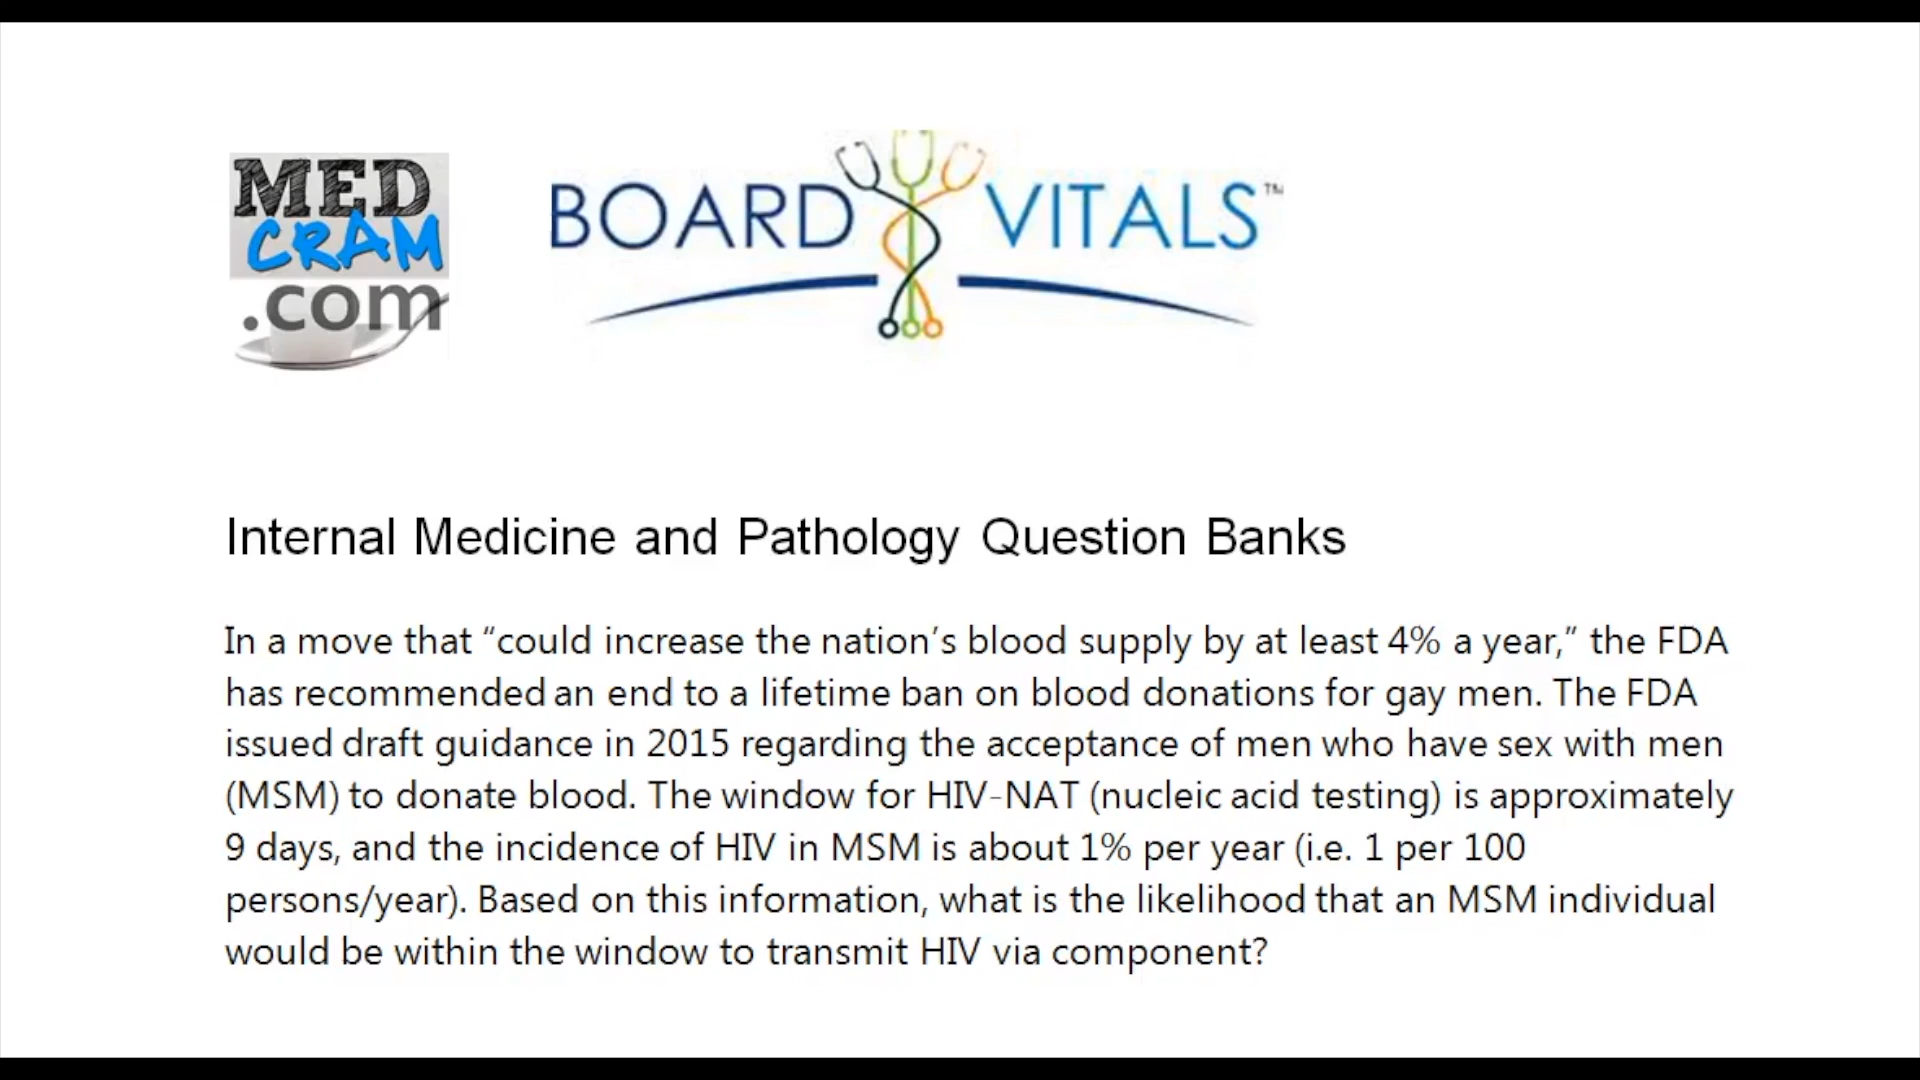 MED
CRAM
.com
BOARD VITALS™
Internal Medicine and Pathology Question Banks
In a move that “could increase the nation’s blood supply by at least 4% a year,” the FDA
has recommended an end to a lifetime ban on blood donations for gay men. The FDA
issued draft guidance in 2015 regarding the acceptance of men who have sex with men
(MSM) to donate blood. The window for HIV-NAT (nucleic acid testing) is approximately
9 days, and the incidence of HIV in MSM is about 1% per year (i.e. 1 per 100
persons/year). Based on this information, what is the likelihood that an MSM individual
would be within the window to transmit HIV via component?